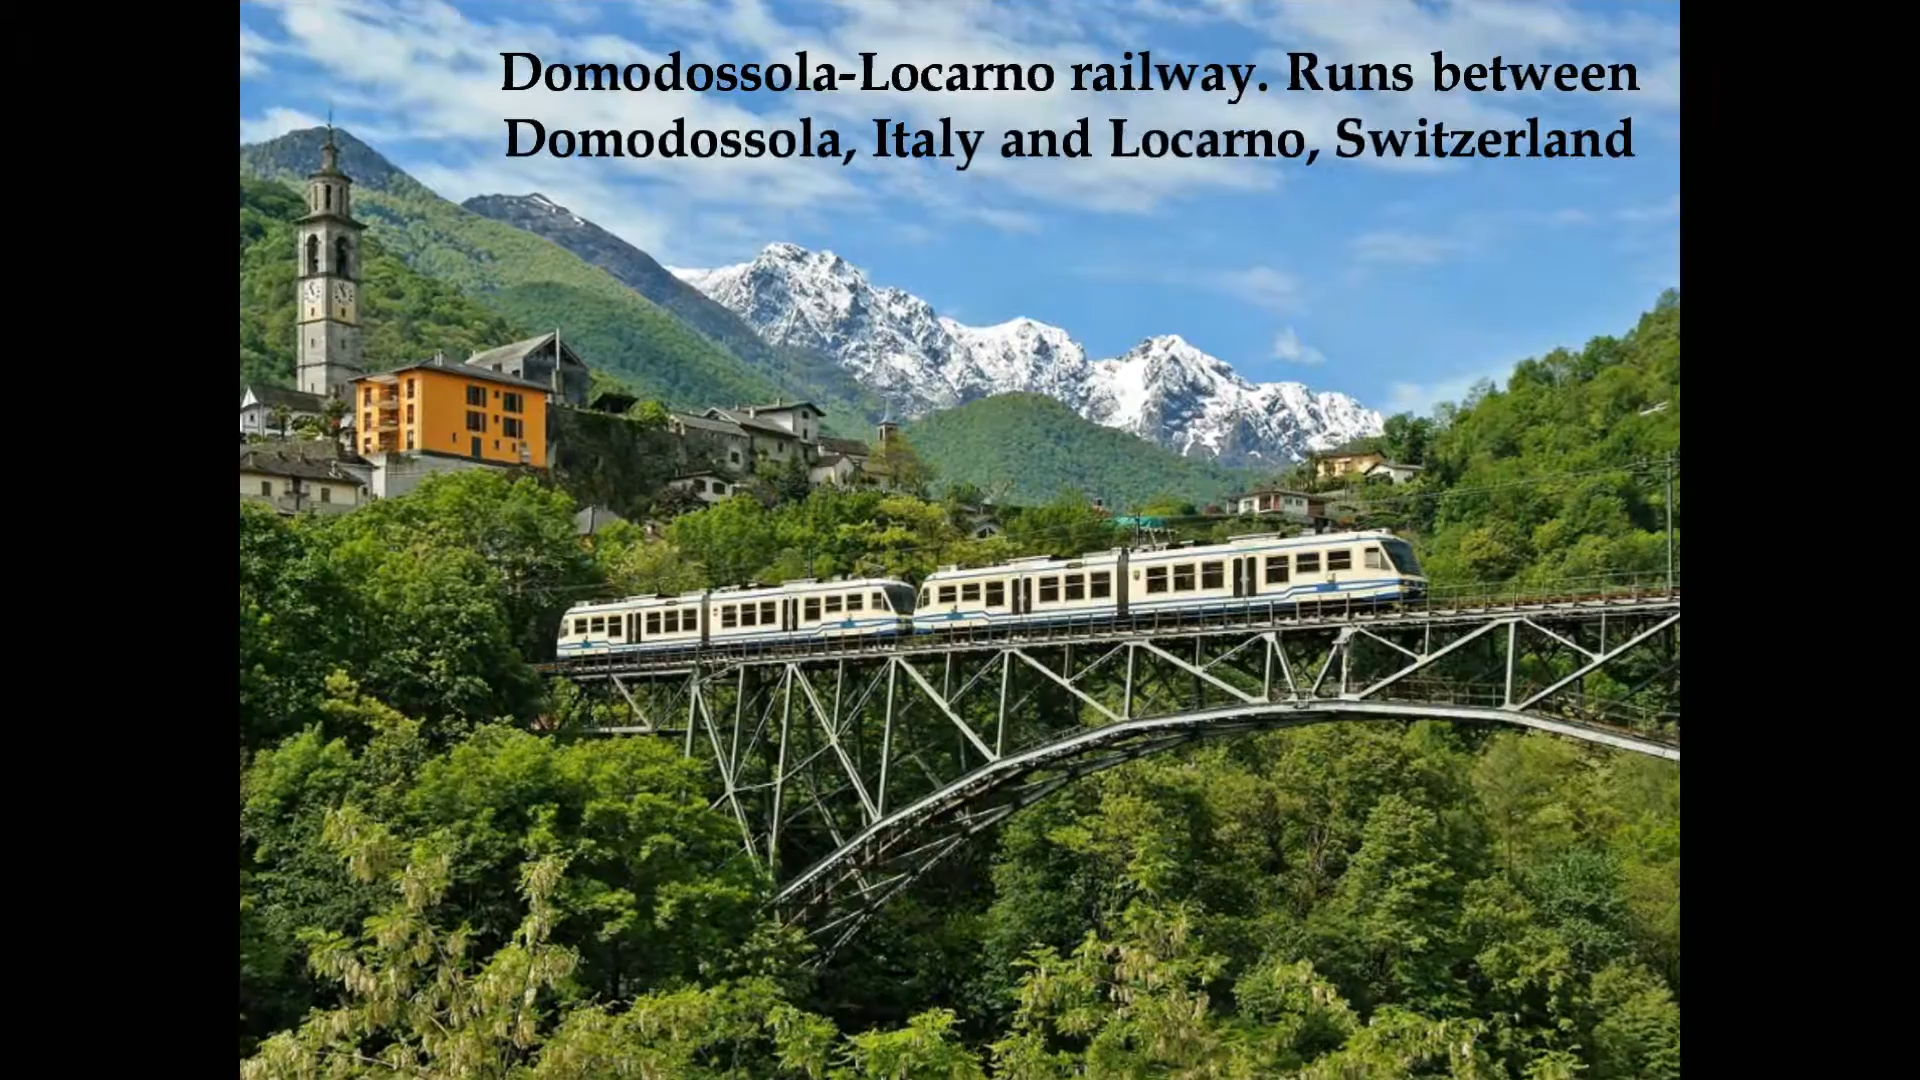 Domodossola-Locarno railway. Runs between
Domodossola, Italy and Locarno, Switzerland